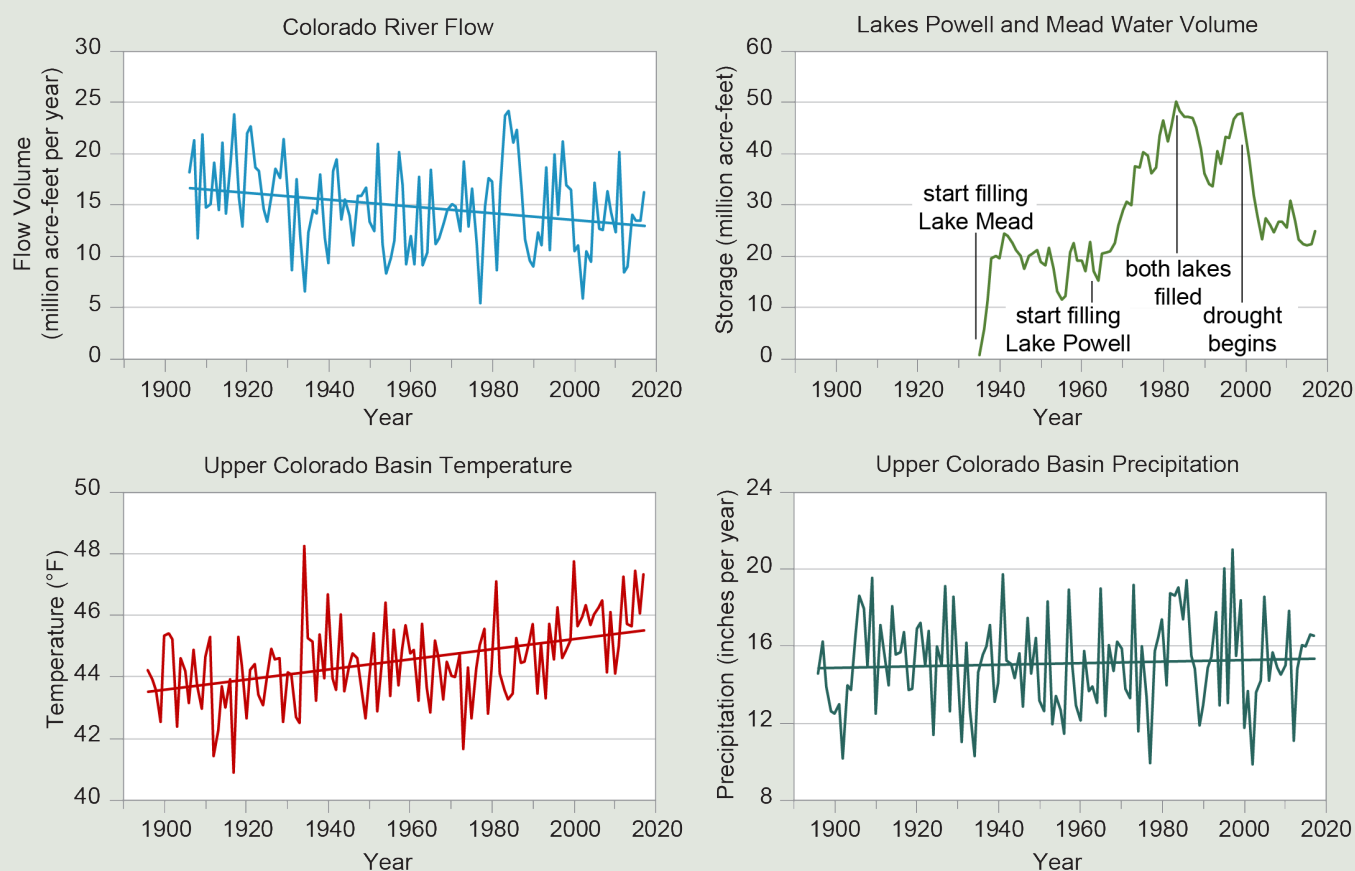 Colorado River Flow
Flow Volume
(million acre-feet per year)
30
25
20
15
10
5
0
1900 1920 1940 1960 1980 2000 2020
Year
Lakes Powell and Mead Water Volume
Storage (million acre-feet)
60
50
40
30
20
10
0
start filling
Lake Mead
start filling
Lake Powell
both lakes
filled
drought
begins
1900 1920 1940 1960 1980 2000 2020
Year
Upper Colorado Basin Temperature
Temperature (°F)
50
48
46
44
42
40
1900 1920 1940 1960 1980 2000 2020
Year
Upper Colorado Basin Precipitation
Precipitation (inches per year)
24
20
16
12
8
1900 1920 1940 1960 1980 2000 2020
Year